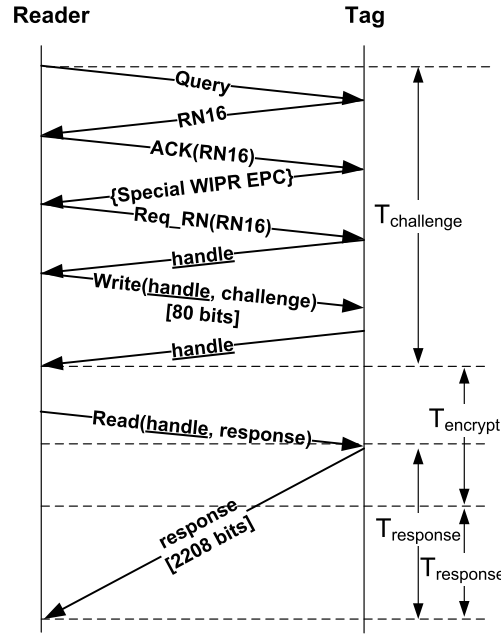 Reader
Tag
Query
RN16
ACK(RN16)
{Special WIPR EPC}
Req_RN(RN16)
handle
Write(handle, challenge)
[80 bits]
handle
Read(handle, response)
response
[2208 bits]
Tchallenge
Tencrypt
Tresponse
Tresponse